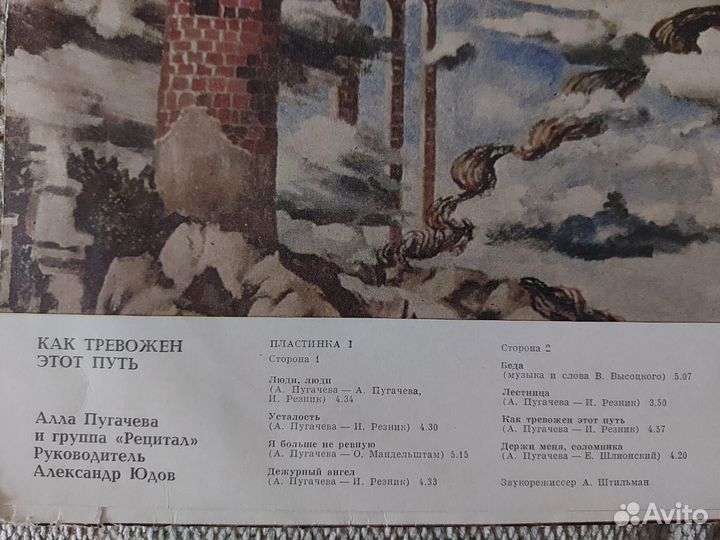 КАК ТРЕВОЖЕН
ЭТОТ ПУТЬ
Алла Пугачева
и группа «Рецитал»
Руководитель
Александр Юдов
ПЛАСТИНКА 1
Сторона 1
Люди, люди
(А. Пугачева — А. Пугачева,
И. Резник) 4.34
Усталость
(А. Пугачева — И. Резник) 4.30
Я больше не ревную
(А. Пугачева — О. Мандельштам) 5.15
Дежурный ангел
(А. Пугачева — И. Резник) 4.33
Сторона 2
Беда
(музыка и слова В. Высоцкого) 5.07
Лестница
(А. Пугачева — И. Резник) 3.50
Как тревожен этот путь
(А. Пугачева — И. Резник) 4.57
Держи меня, соломинка
(А. Пугачева — Е. Шлионский) 4.20
Звукорежиссер А. Штильман
Avito